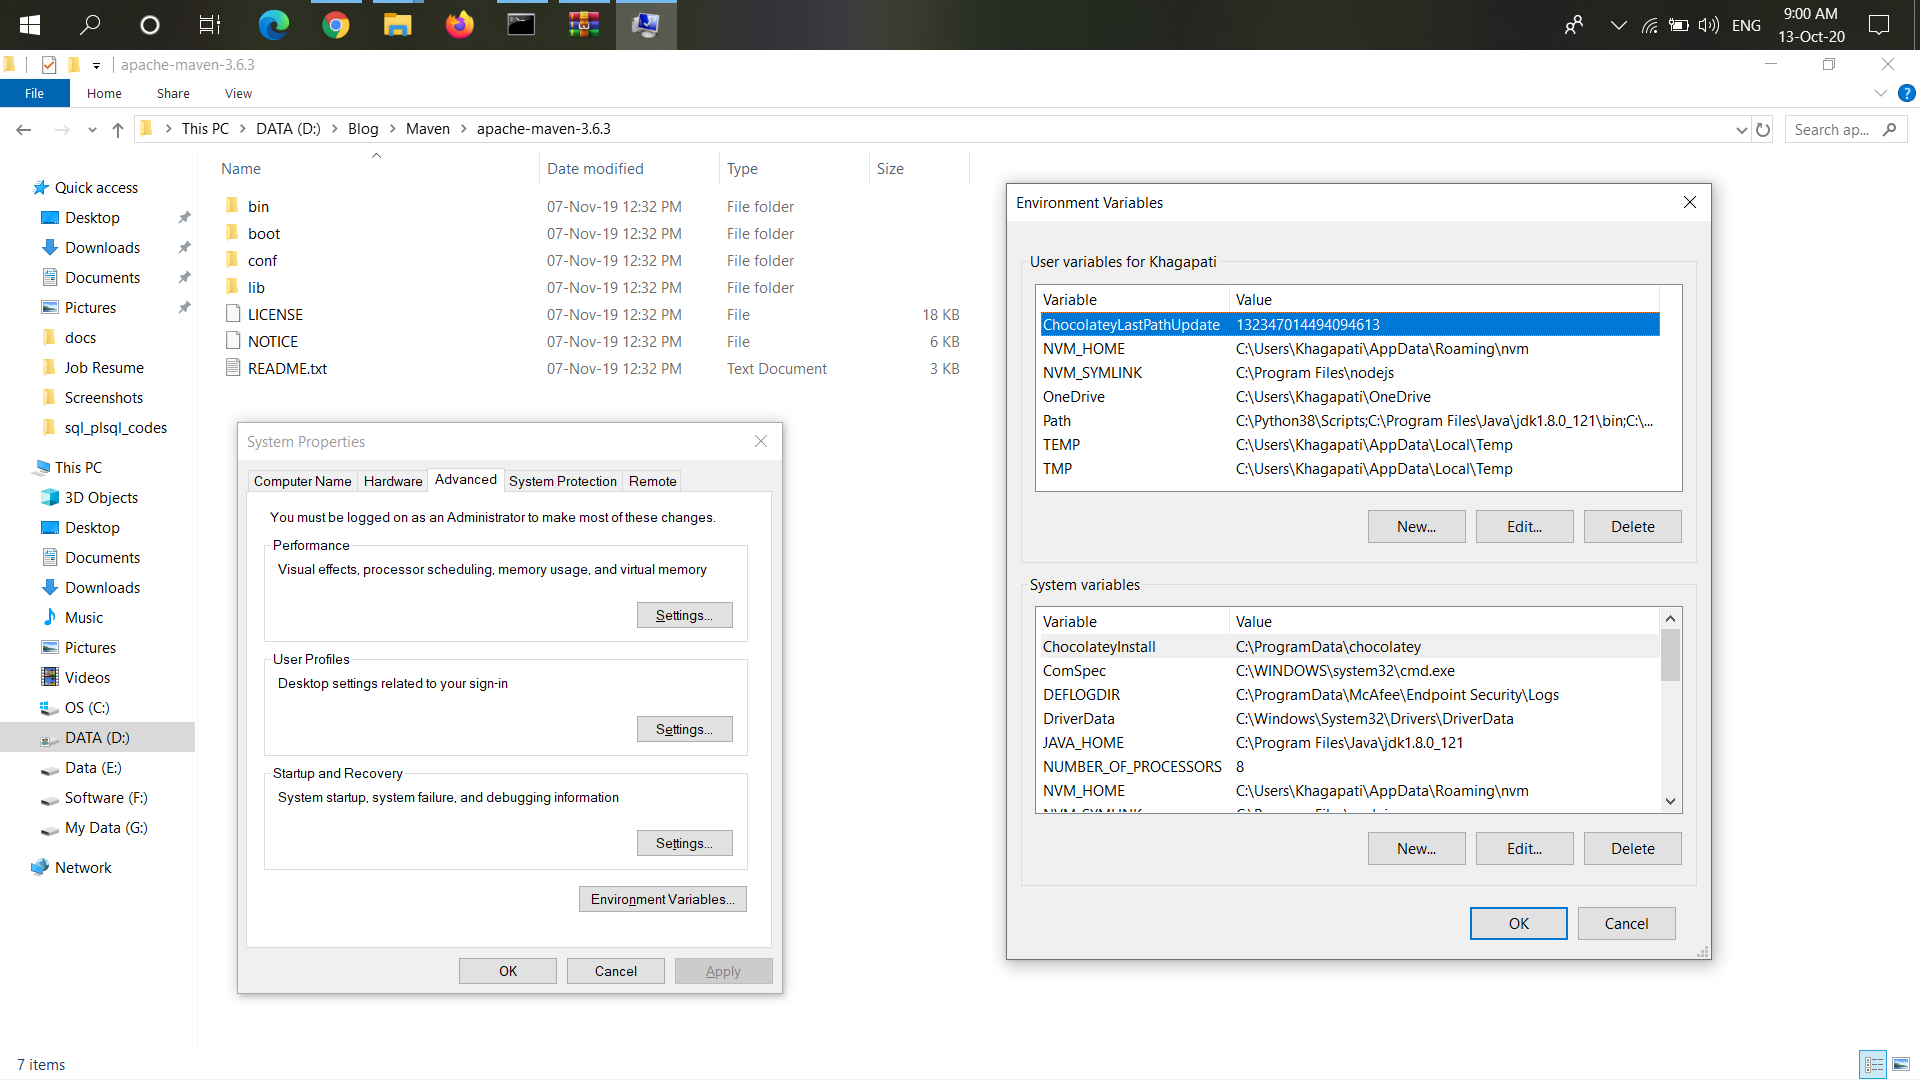 ENG
9:00 AM
13-Oct-20
apache-maven-3.6.3
File Home Share View
This PC DATA (D:) Blog Maven apache-maven-3.6.3
Search ap...
Name Date modified Type Size
bin 07-Nov-19 12:32 PM File folder
boot 07-Nov-19 12:32 PM File folder
conf 07-Nov-19 12:32 PM File folder
lib 07-Nov-19 12:32 PM File folder
LICENSE 07-Nov-19 12:32 PM File 18 KB
NOTICE 07-Nov-19 12:32 PM File 6 KB
README.txt 07-Nov-19 12:32 PM Text Document 3 KB
Quick access
Desktop
Downloads
Documents
Pictures
docs
Job Resume
Screenshots
sql_plsql_codes
This PC
3D Objects
Desktop
Documents
Downloads
Music
Pictures
Videos
OS (C:)
DATA (D:)
Data (E:)
Software (F:)
My Data (G:)
Network
System Properties
Computer Name Hardware Advanced System Protection Remote
You must be logged on as an Administrator to make most of these changes.
Performance
Visual effects, processor scheduling, memory usage, and virtual memory
Settings...
User Profiles
Desktop settings related to your sign-in
Settings...
Startup and Recovery
System startup, system failure, and debugging information
Settings...
Environment Variables...
OK Cancel Apply
Environment Variables
User variables for Khagapati
Variable Value
ChocolateyLastPathUpdate 132347014494094613
NVM_HOME C:\Users\Khagapati\AppData\Roaming\nvm
NVM_SYMLINK C:\Program Files\nodejs
OneDrive C:\Users\Khagapati\OneDrive
Path C:\Python38\Scripts;C:\Program Files\Java\jdk1.8.0_121\bin;C:\...
TEMP C:\Users\Khagapati\AppData\Local\Temp
TMP C:\Users\Khagapati\AppData\Local\Temp
New... Edit... Delete
System variables
Variable Value
ChocolateyInstall C:\ProgramData\chocolatey
ComSpec C:\WINDOWS\system32\cmd.exe
DEFLOGDIR C:\ProgramData\McAfee\Endpoint Security\Logs
DriverData C:\Windows\System32\Drivers\DriverData
JAVA_HOME C:\Program Files\Java\jdk1.8.0_121
NUMBER_OF_PROCESSORS 8
NVM_HOME C:\Users\Khagapati\AppData\Roaming\nvm
New... Edit... Delete
OK Cancel
7 items